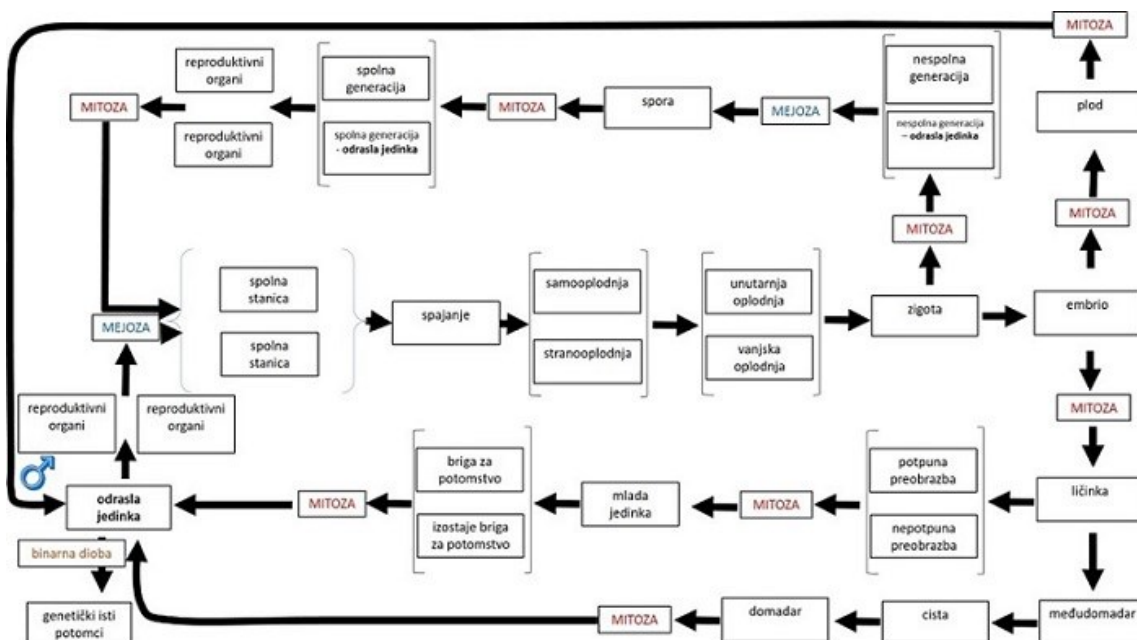 MITOZA
reproduktivni
organi
spolna
generacija
nespolna
generacija
MITOZA
reproduktivni
organi
spolna generacija
- odrasla jedinka
MITOZA
spora
MEJOZA
nespolna generacija
– odrasla jedinka
plod
MITOZA
MITOZA
spolna
stanica
samooplodnja
unutarnja
oplodnja
zigota
embrio
MEJOZA
spajanje
spolna
stanica
stranooplodnja
vanjska
oplodnja
reproduktivni
organi
reproduktivni
organi
MITOZA
briga za
potomstvo
potpuna
preobrazba
odrasla
jedinka
MITOZA
mlada
jedinka
MITOZA
ličinka
izostaje briga
za potomstvo
nepotpuna
preobrazba
binarna dioba
genetički isti
potomci
MITOZA
domadar
cista
međudomadar